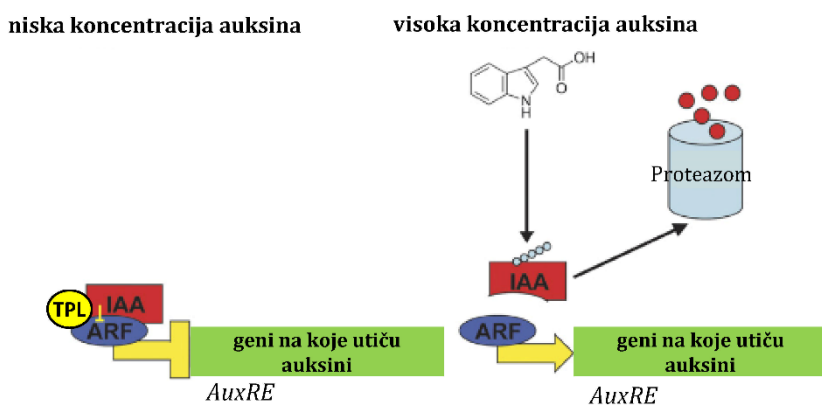 niska koncentracija auksina
visoka koncentracija auksina
OH
O
N
H
Proteazom
TPL
IAA
ARF
geni na koje utiču
auksini
AuxRE
IAA
ARF
geni na koje utiču
auksini
AuxRE